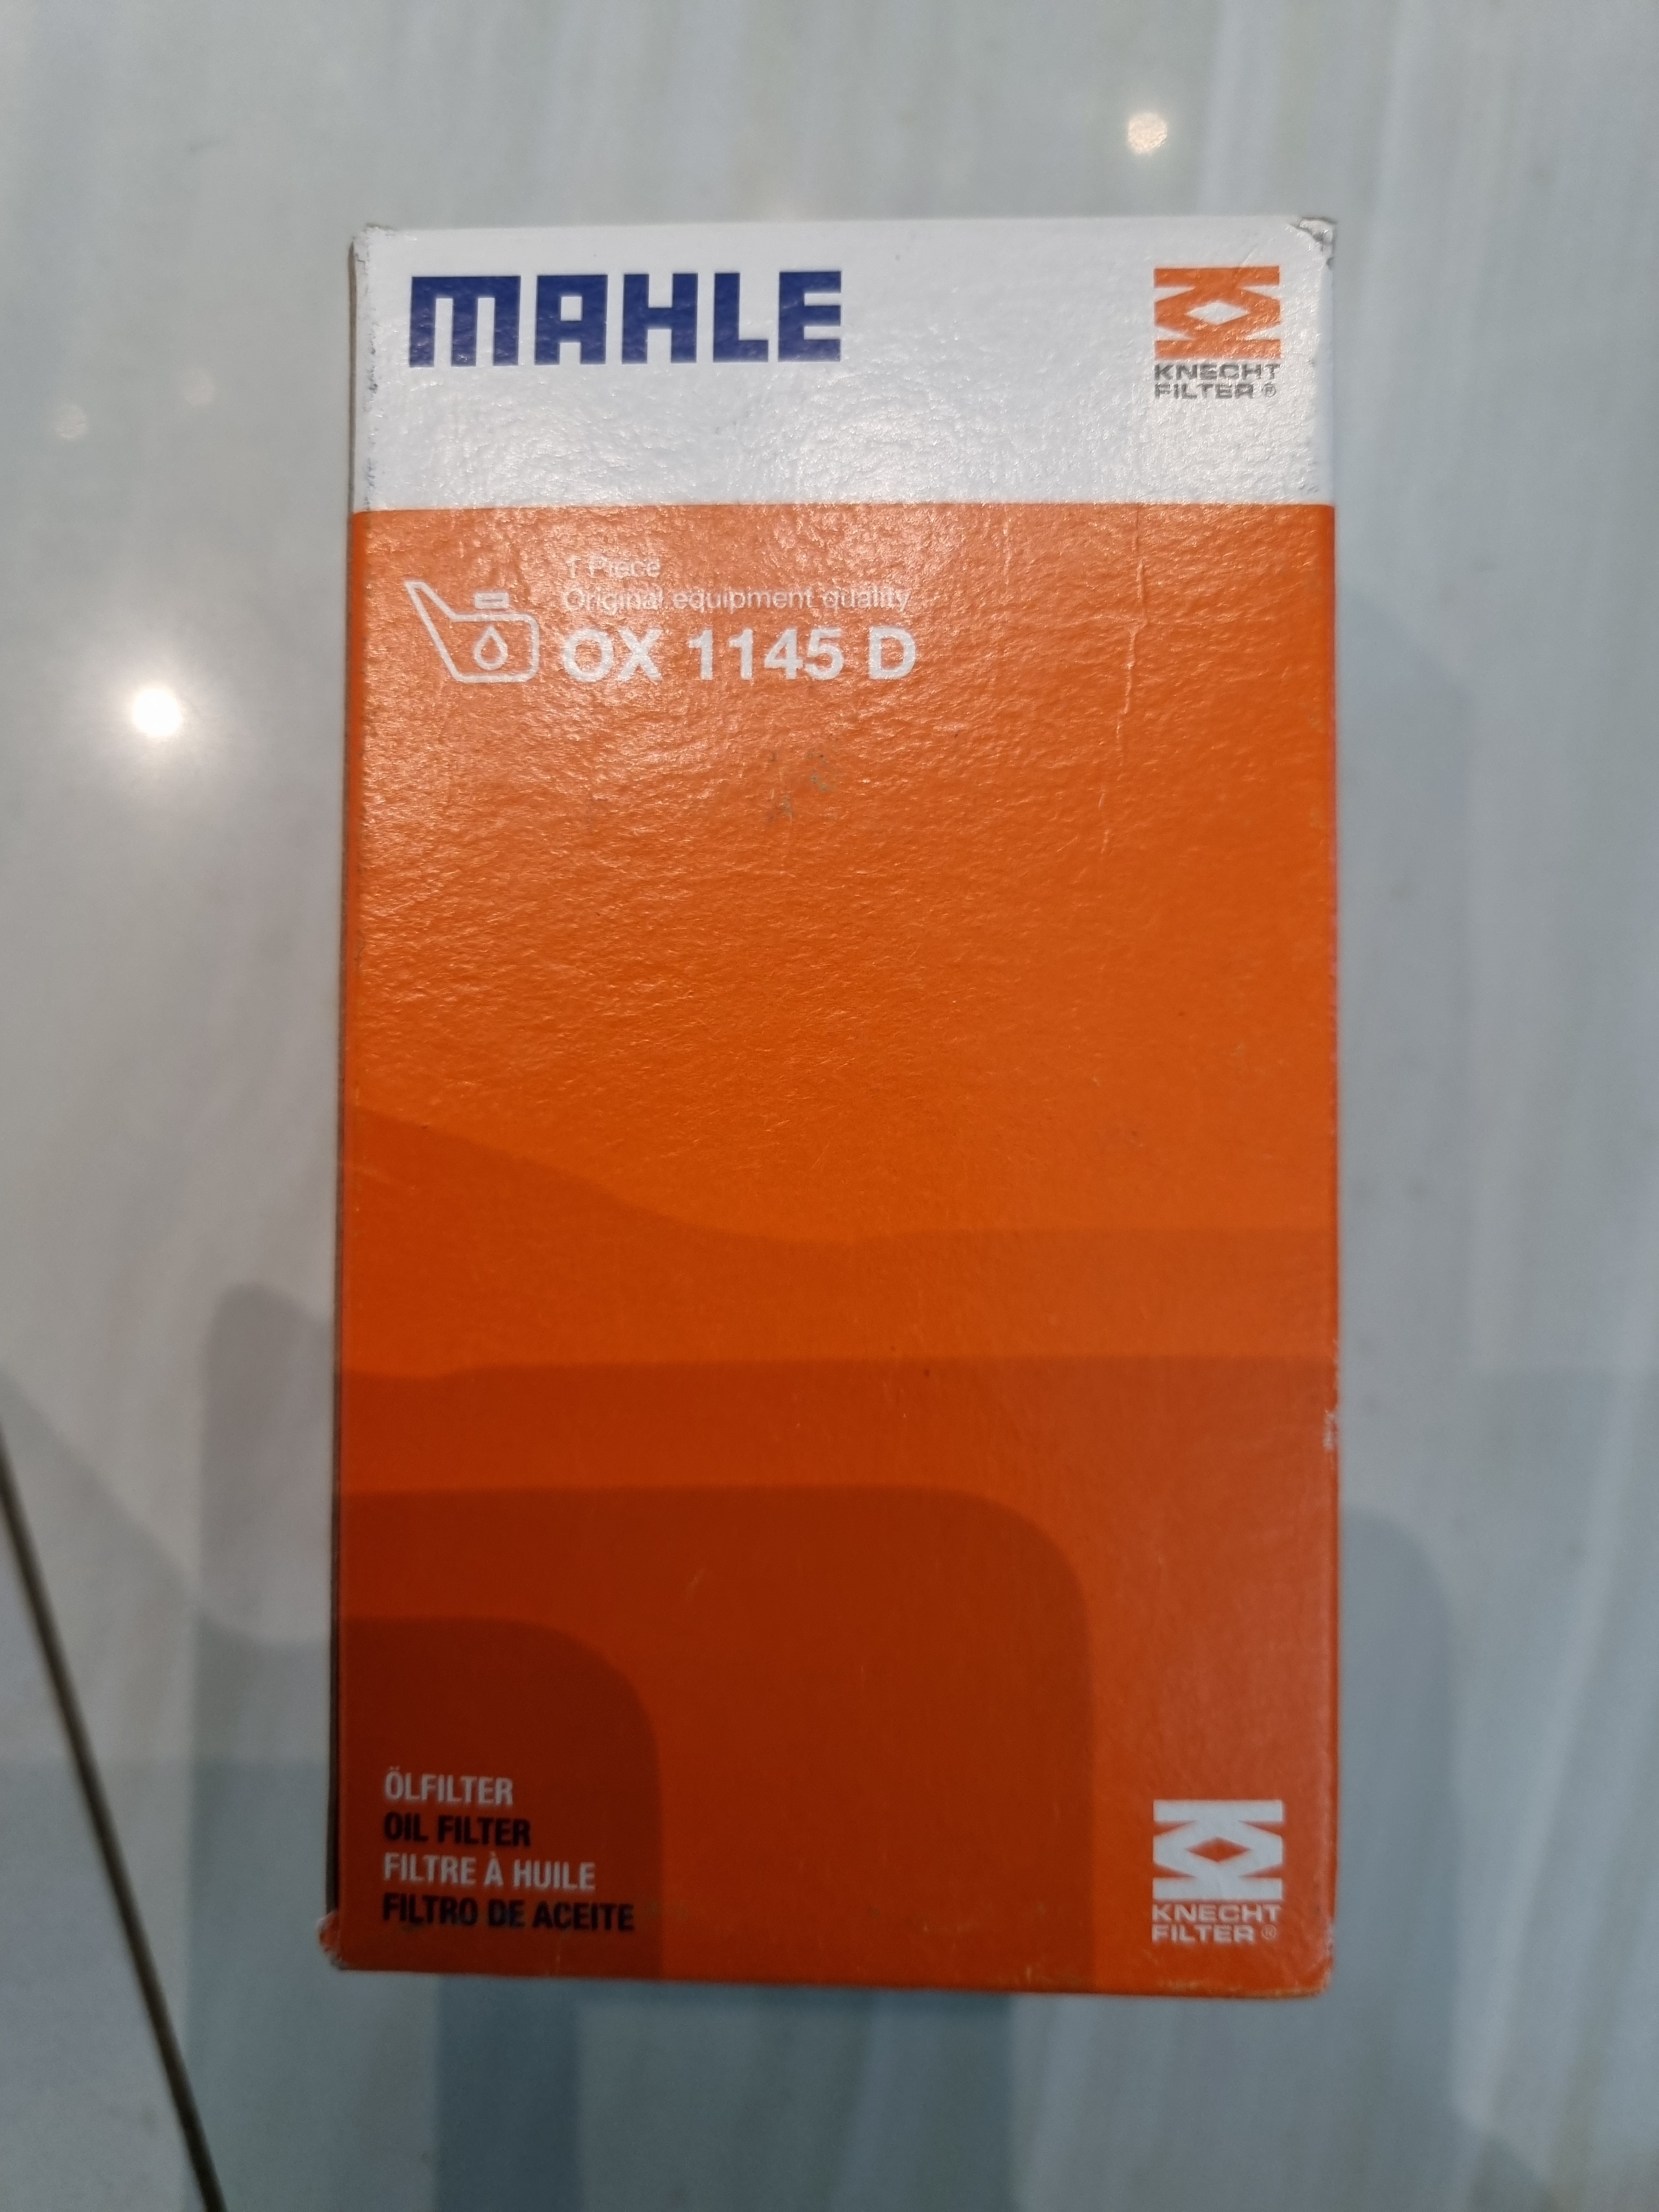 MAHLE
KNECHT
FILTER®
1 Piece
Original equipment quality
OX 1145 D
ÖLFILTER
OIL FILTER
FILTRE À HUILE
FILTRO DE ACEITE
KNECHT
FILTER®